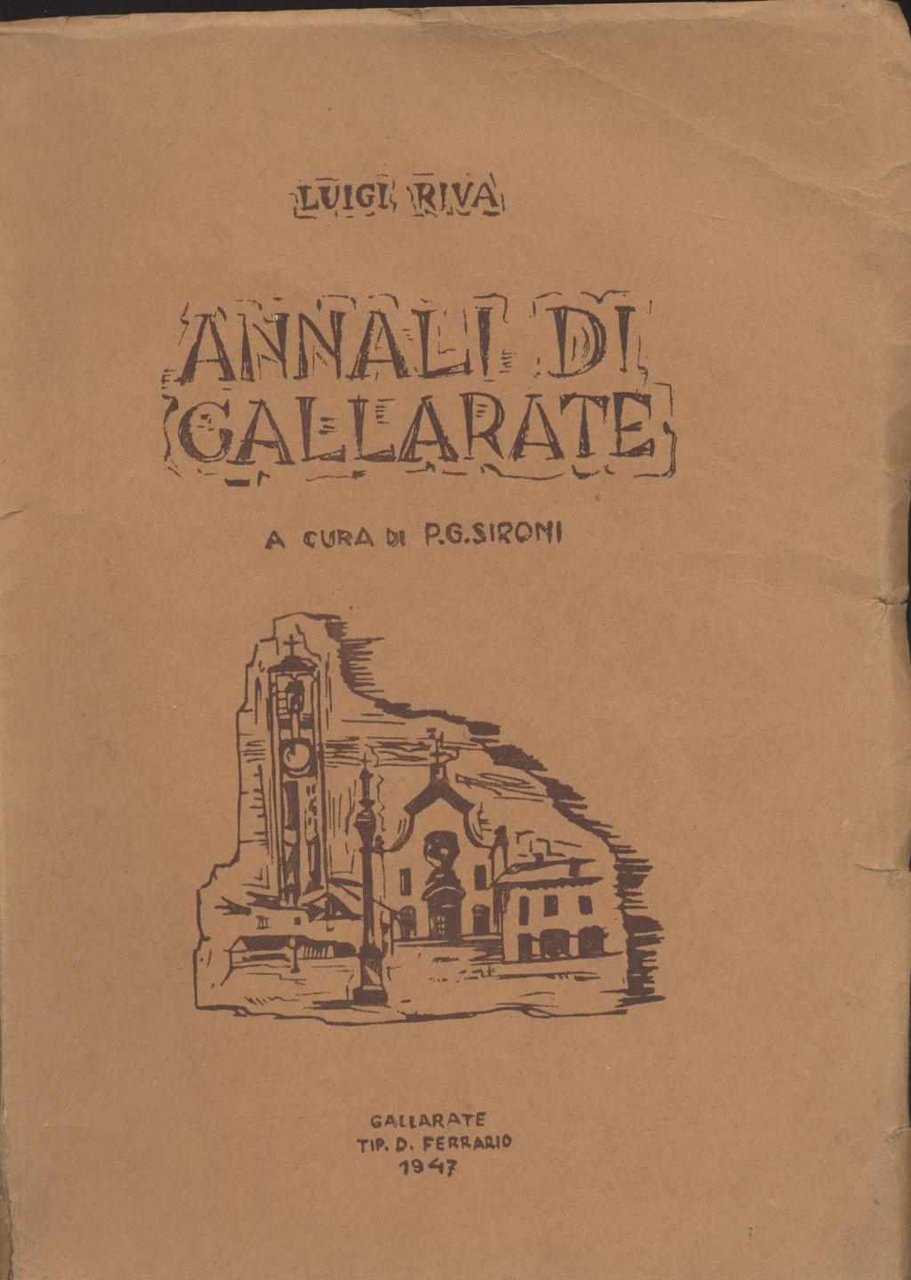 LUIGI RIVA
ANNALI DI
GALLARATE
A CURA DI P.G.SIRONI
GALLARATE
TIP. D. FERRARIO
1947